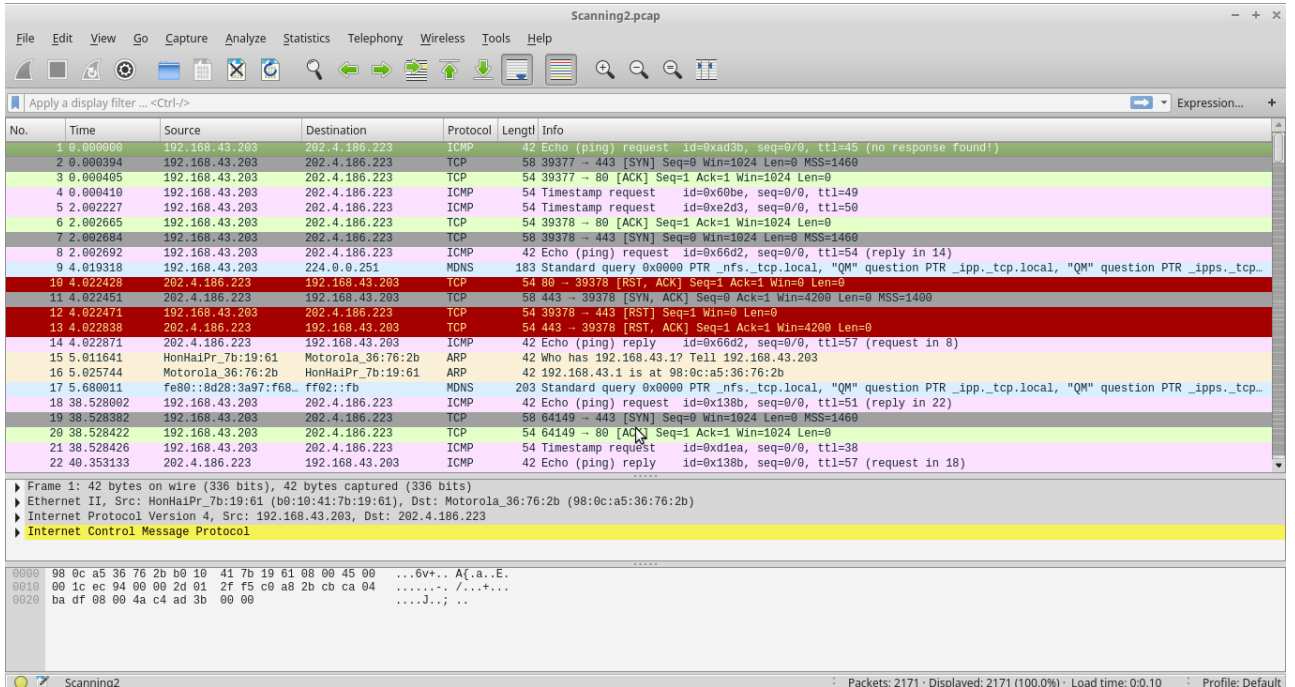 Scanning2.pcap
File Edit View Go Capture Analyze Statistics Telephony Wireless Tools Help
Apply a display filter ... <Ctrl-/> Expression... +
No. Time Source Destination Protocol Lengtl Info
1 0.000000 192.168.43.203 202.4.186.223 ICMP 42 Echo (ping) request id=0xad3b, seq=0/0, ttl=45 (no response found!)
2 0.000394 192.168.43.203 202.4.186.223 TCP 58 39377 → 443 [SYN] Seq=0 Win=1024 Len=0 MSS=1460
3 0.000405 192.168.43.203 202.4.186.223 TCP 54 39377 → 80 [ACK] Seq=1 Ack=1 Win=1024 Len=0
4 0.000410 192.168.43.203 202.4.186.223 ICMP 54 Timestamp request id=0x60be, seq=0/0, ttl=49
5 2.002227 192.168.43.203 202.4.186.223 ICMP 54 Timestamp request id=0xe2d3, seq=0/0, ttl=50
6 2.002665 192.168.43.203 202.4.186.223 TCP 54 39378 → 80 [ACK] Seq=1 Ack=1 Win=1024 Len=0
7 2.002684 192.168.43.203 202.4.186.223 TCP 58 39378 → 443 [SYN] Seq=0 Win=1024 Len=0 MSS=1460
8 2.002692 192.168.43.203 202.4.186.223 ICMP 42 Echo (ping) request id=0x66d2, seq=0/0, ttl=54 (reply in 14)
9 4.019318 192.168.43.203 224.0.0.251 MDNS 183 Standard query 0x0000 PTR _nfs._tcp.local, "QM" question PTR _ipp._tcp.local, "QM" question PTR _ipps._tcp...
10 4.022428 202.4.186.223 192.168.43.203 TCP 54 80 → 39378 [RST, ACK] Seq=1 Ack=1 Win=0 Len=0
11 4.022451 202.4.186.223 192.168.43.203 TCP 58 443 → 39378 [SYN, ACK] Seq=0 Ack=1 Win=4200 Len=0 MSS=1400
12 4.022471 192.168.43.203 202.4.186.223 TCP 54 39378 → 443 [RST] Seq=1 Win=0 Len=0
13 4.022838 202.4.186.223 192.168.43.203 TCP 54 443 → 39378 [RST, ACK] Seq=1 Ack=1 Win=4200 Len=0
14 4.022871 202.4.186.223 192.168.43.203 ICMP 42 Echo (ping) reply id=0x66d2, seq=0/0, ttl=57 (request in 8)
15 5.011641 HonHaiPr_7b:19:61 Motorola_36:76:2b ARP 42 Who has 192.168.43.1? Tell 192.168.43.203
16 5.025744 Motorola_36:76:2b HonHaiPr_7b:19:61 ARP 42 192.168.43.1 is at 98:0c:a5:36:76:2b
17 5.680011 fe80::8d28:3a97:f68… ff02::fb MDNS 203 Standard query 0x0000 PTR _nfs._tcp.local, "QM" question PTR _ipp._tcp.local, "QM" question PTR _ipps._tcp...
18 38.528002 192.168.43.203 202.4.186.223 ICMP 42 Echo (ping) request id=0x138b, seq=0/0, ttl=51 (reply in 22)
19 38.528382 192.168.43.203 202.4.186.223 TCP 58 64149 → 443 [SYN] Seq=0 Win=1024 Len=0 MSS=1460
20 38.528422 192.168.43.203 202.4.186.223 TCP 54 64149 → 80 [ACK] Seq=1 Ack=1 Win=1024 Len=0
21 38.528426 192.168.43.203 202.4.186.223 ICMP 54 Timestamp request id=0xd1ea, seq=0/0, ttl=38
22 40.353133 202.4.186.223 192.168.43.203 ICMP 42 Echo (ping) reply id=0x138b, seq=0/0, ttl=57 (request in 18)
Frame 1: 42 bytes on wire (336 bits), 42 bytes captured (336 bits)
Ethernet II, Src: HonHaiPr_7b:19:61 (b0:10:41:7b:19:61), Dst: Motorola_36:76:2b (98:0c:a5:36:76:2b)
Internet Protocol Version 4, Src: 192.168.43.203, Dst: 202.4.186.223
Internet Control Message Protocol
0000 98 0c a5 36 76 2b b0 10 41 7b 19 61 08 00 45 00 ...6v+.. A{.a..E.
0010 00 1c ec 94 00 00 2d 01 2f f5 c0 a8 2b cb ca 04 ......-. /...+...
0020 ba df 08 00 4a c4 ad 3b 00 00 ....J..; ..
Scanning2 Packets: 2171 · Displayed: 2171 (100.0%) · Load time: 0:0.10 Profile: Default